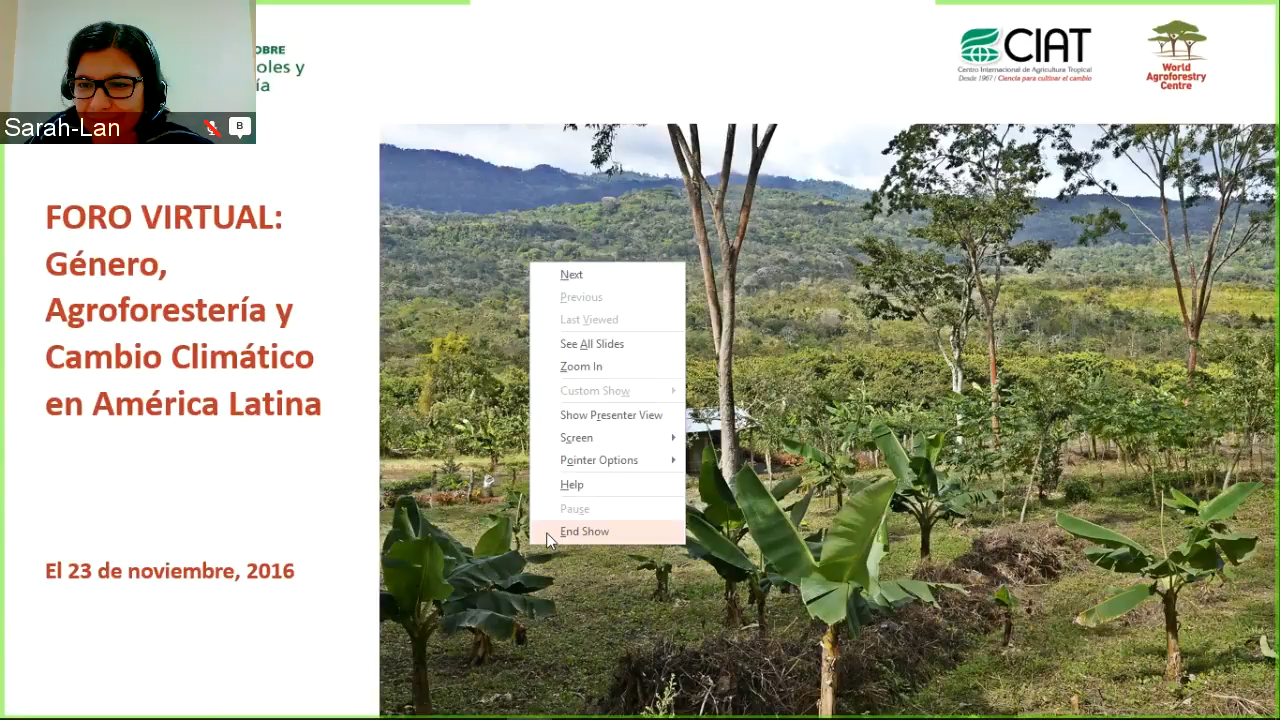 OBRE
oles y
ía
Sarah-Lan
B
CIAT
Centro Internacional de Agricultura Tropical
Desde 1967 / Ciencia para cultivar el cambio
World
Agroforestry
Centre
FORO VIRTUAL:
Género,
Agroforestería y
Cambio Climático
en América Latina
El 23 de noviembre, 2016
Next
Previous
Last Viewed
See All Slides
Zoom In
Custom Show
Show Presenter View
Screen
Pointer Options
Help
Pause
End Show